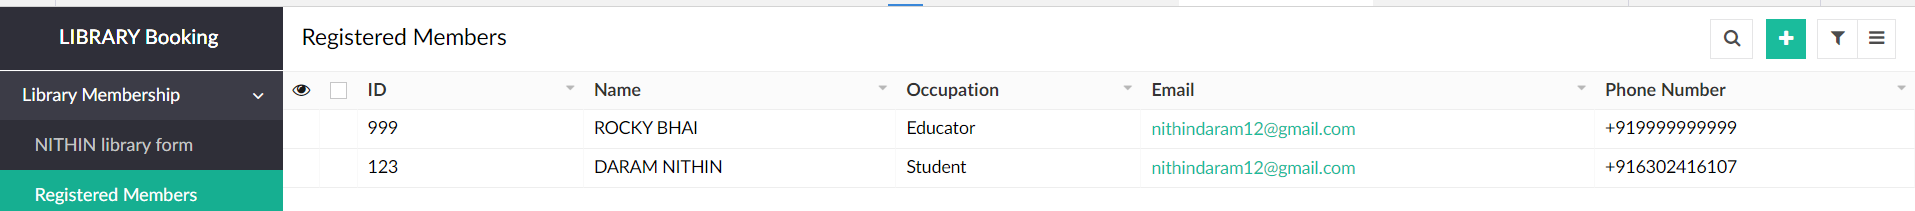 LIBRARY Booking
Registered Members
Library Membership
NITHIN library form
Registered Members
ID Name Occupation Email Phone Number
999 ROCKY BHAI Educator nithindaram12@gmail.com +919999999999
123 DARAM NITHIN Student nithindaram12@gmail.com +916302416107